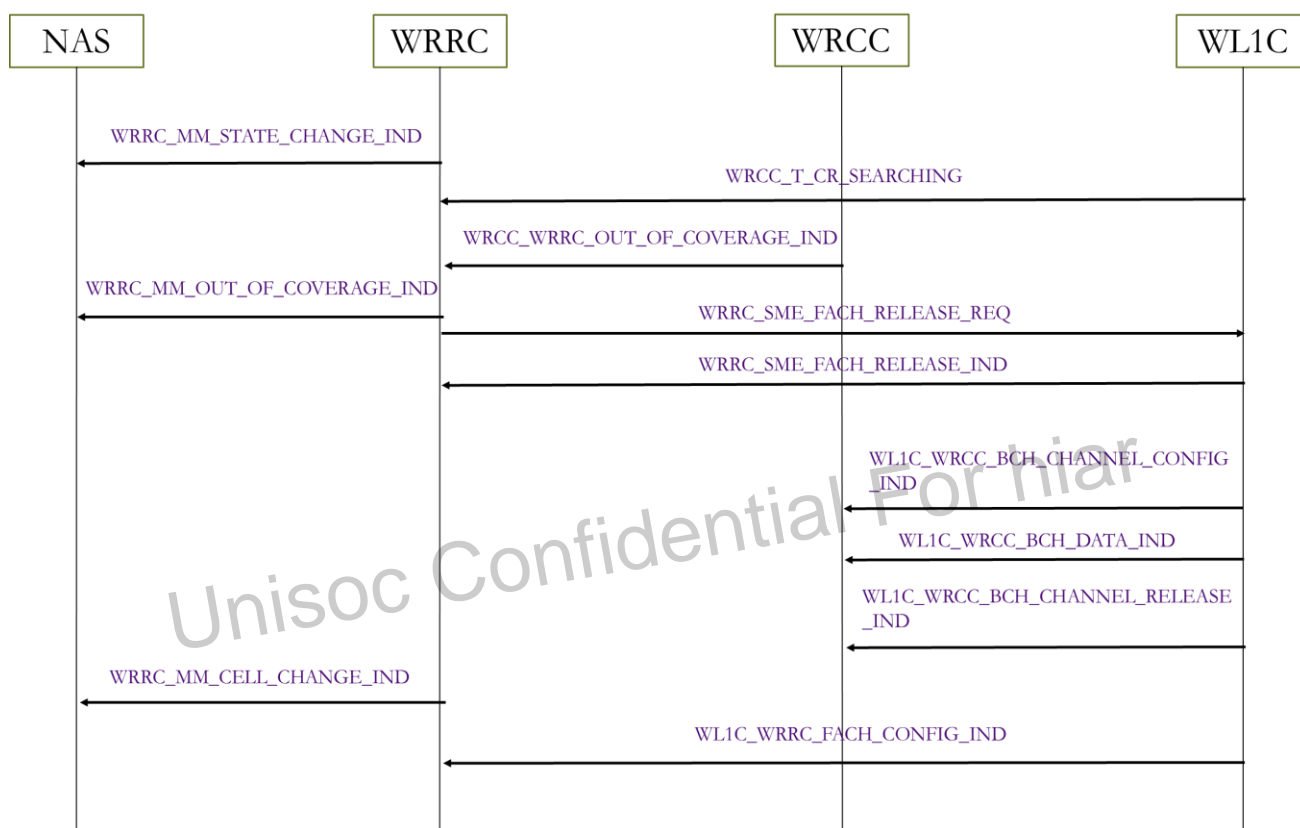 NAS
WRRC
WRCC
WL1C
WRRC_MM_STATE_CHANGE_IND
WRCC_T_CR_SEARCHING
WRCC_WRRC_OUT_OF_COVERAGE_IND
WRRC_MM_OUT_OF_COVERAGE_IND
WRRC_SME_FACH_RELEASE_REQ
WRRC_SME_FACH_RELEASE_IND
WL1C_WRCC_BCH_CHANNEL_CONFIG
_IND
WL1C_WRCC_BCH_DATA_IND
WL1C_WRCC_BCH_CHANNEL_RELEASE
_IND
WRRC_MM_CELL_CHANGE_IND
WL1C_WRRC_FACH_CONFIG_IND
Unisoc Confidential For hiar